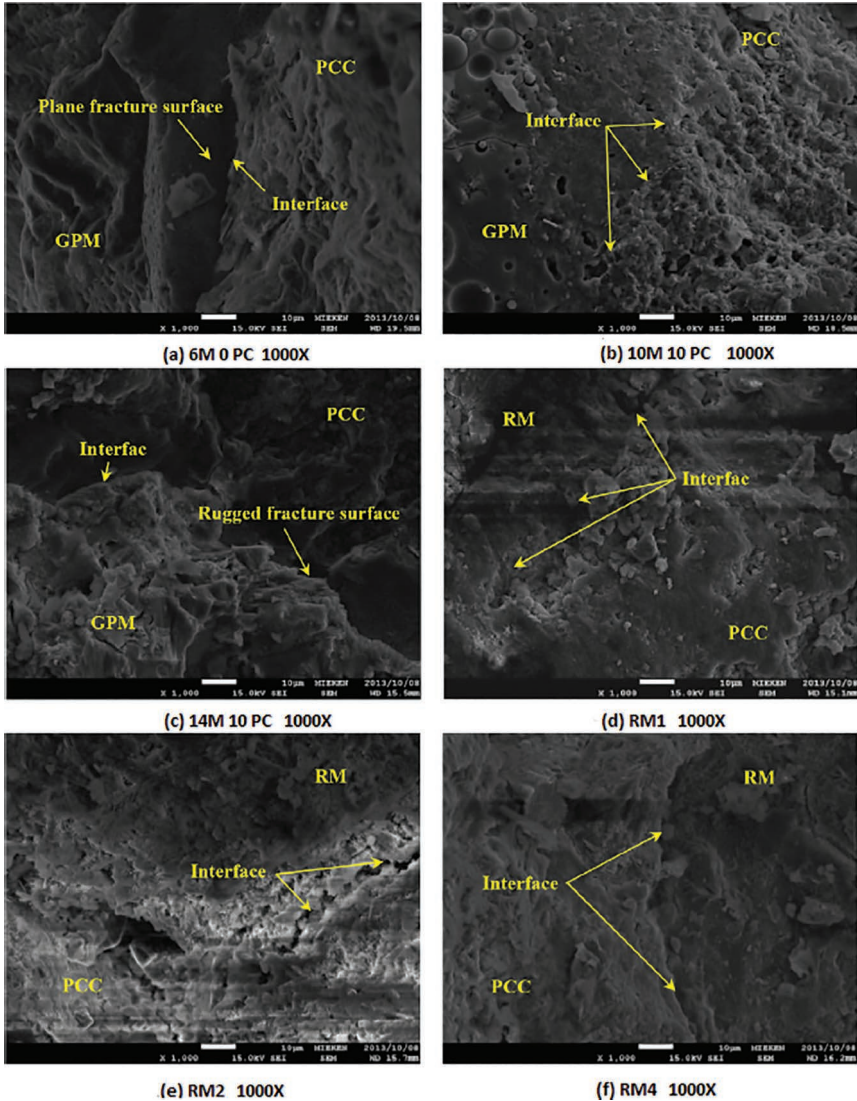 PCC
Plane fracture surface
Interface
GPM
10µm MIEKEN 2013/10/08
X 1,000 15.0kV SEI SEM WD 19.5mm
(a) 6M 0 PC 1000X
PCC
Interface
GPM
10µm MIEKEN 2013/10/08
X 1,000 15.0kV SEI SEM WD 18.5mm
(b) 10M 10 PC 1000X
PCC
Interfac
Rugged fracture surface
GPM
10µm MIEKEN 2013/10/08
X 1,000 15.0kV SEI SEM WD 15.5mm
(c) 14M 10 PC 1000X
RM
Interfac
PCC
10µm MIEKEN 2013/10/08
X 1,000 15.0kV SEI SEM WD 15.1mm
(d) RM1 1000X
RM
Interface
PCC
10µm MIEKEN 2013/10/08
X 1,000 15.0kV SEI SEM WD 15.7mm
(e) RM2 1000X
RM
Interface
PCC
10µm MIEKEN 2013/10/08
X 1,000 15.0kV SEI SEM WD 16.2mm
(f) RM4 1000X